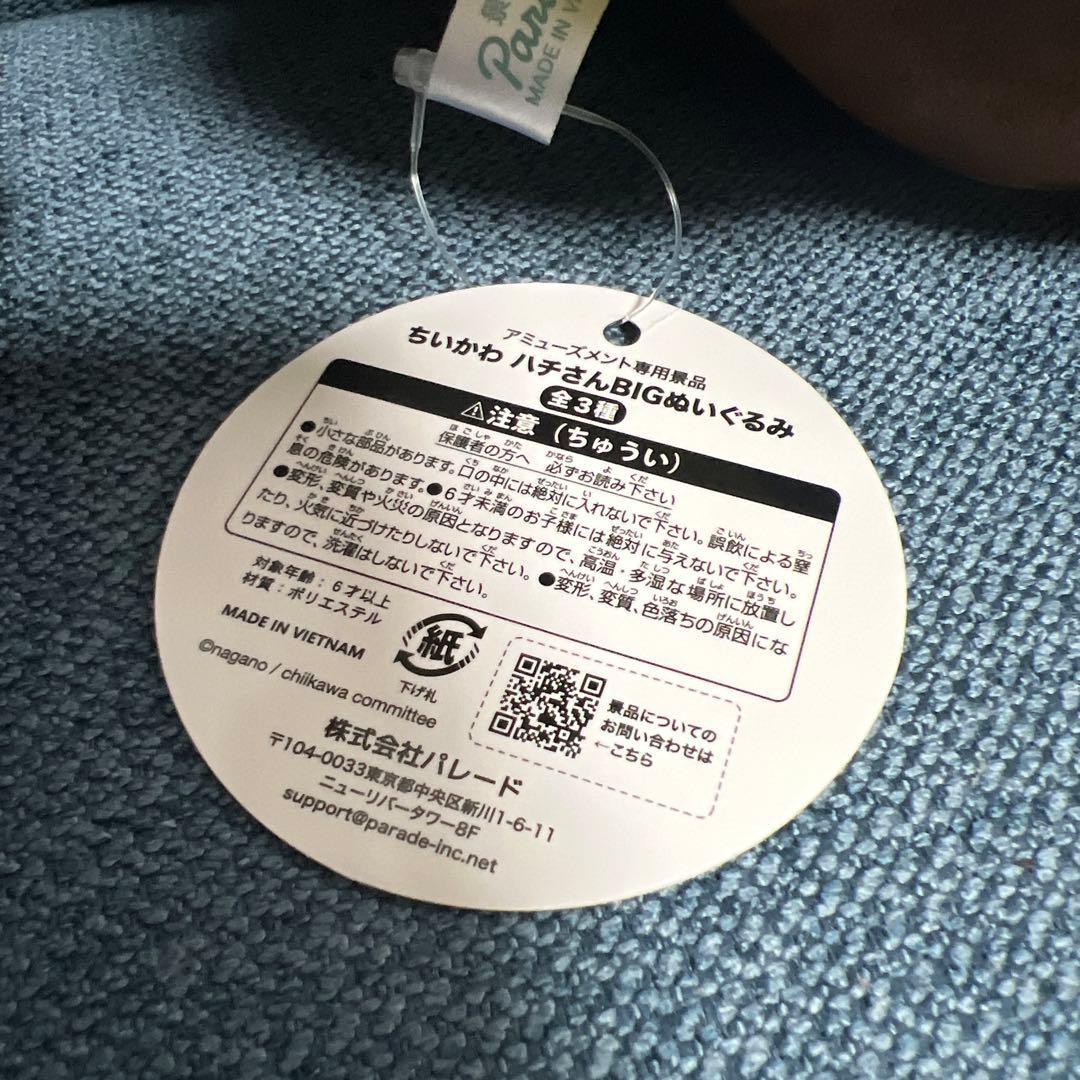 Para
MADE IN V
アミューズメント専用景品
ちいかわ ハチさんBIGぬいぐるみ
全3種
⚠注意(ちゅうい)
保護者の方へ 必ずお読み下さい
●小さな部品があります。口の中には絶対に入れないで下さい。誤飲による窒
息の危険があります。●6才未満のお子様には絶対に与えないで下さい。
●変形、変質や火災の原因となりますので、高温・多湿な場所に放置し
たり、火気に近づけたりしないで下さい。●変形、変質、色落ちの原因にな
りますので、洗濯はしないで下さい。
対象年齢:6才以上
材質:ポリエステル
MADE IN VIETNAM
紙
下げ札
©nagano / chiikawa committee
景品についての
お問い合わせは
←こちら
株式会社パレード
〒104-0033東京都中央区新川1-6-11
ニューリバータワー8F
support@parade-inc.net